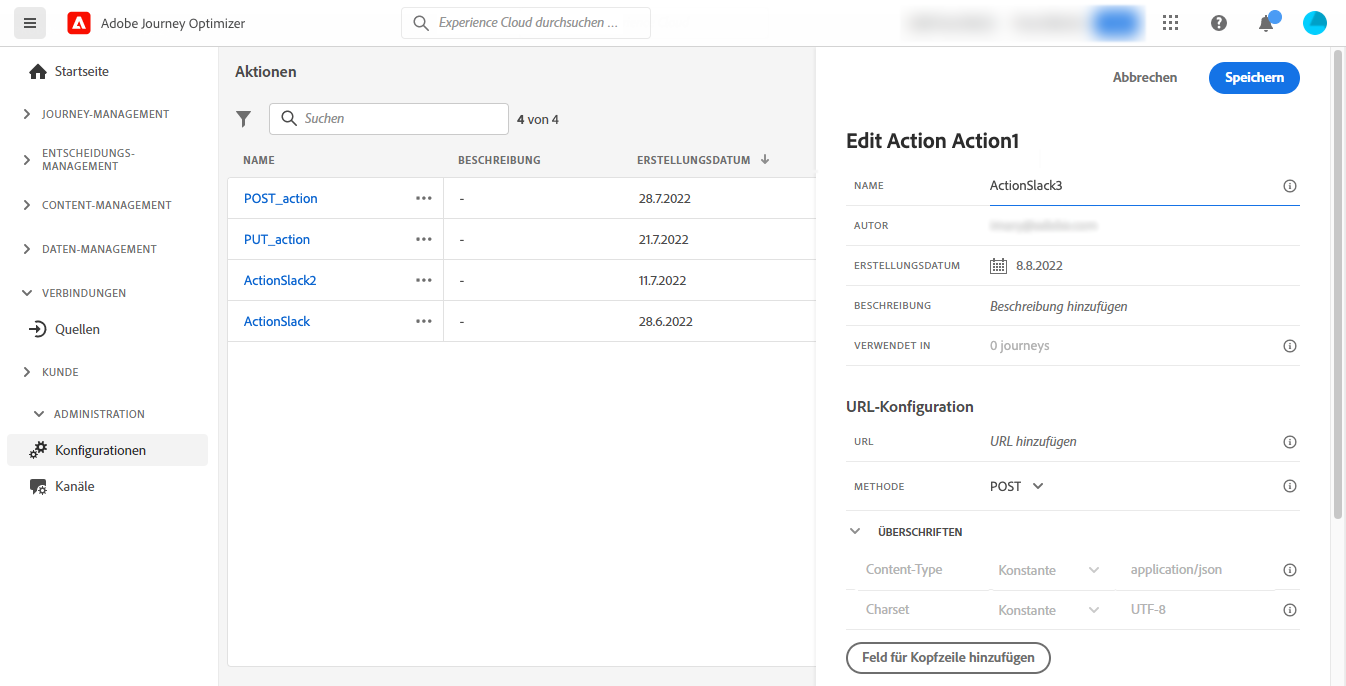 Adobe Journey Optimizer
Experience Cloud durchsuchen ...
Startseite
JOURNEY-MANAGEMENT
ENTSCHEIDUNGS-
MANAGEMENT
CONTENT-MANAGEMENT
DATEN-MANAGEMENT
VERBINDUNGEN
Quellen
KUNDE
ADMINISTRATION
Konfigurationen
Kanäle
Aktionen
Suchen
4 von 4
NAME BESCHREIBUNG ERSTELLUNGSDATUM
POST_action - 28.7.2022
PUT_action - 21.7.2022
ActionSlack2 - 11.7.2022
ActionSlack - 28.6.2022
Abbrechen Speichern
Edit Action Action1
NAME ActionSlack3
AUTOR
ERSTELLUNGSDATUM 8.8.2022
BESCHREIBUNG Beschreibung hinzufügen
VERWENDET IN 0 journeys
URL-Konfiguration
URL URL hinzufügen
METHODE POST
ÜBERSCHRIFTEN
Content-Type Konstante application/json
Charset Konstante UTF-8
Feld für Kopfzeile hinzufügen